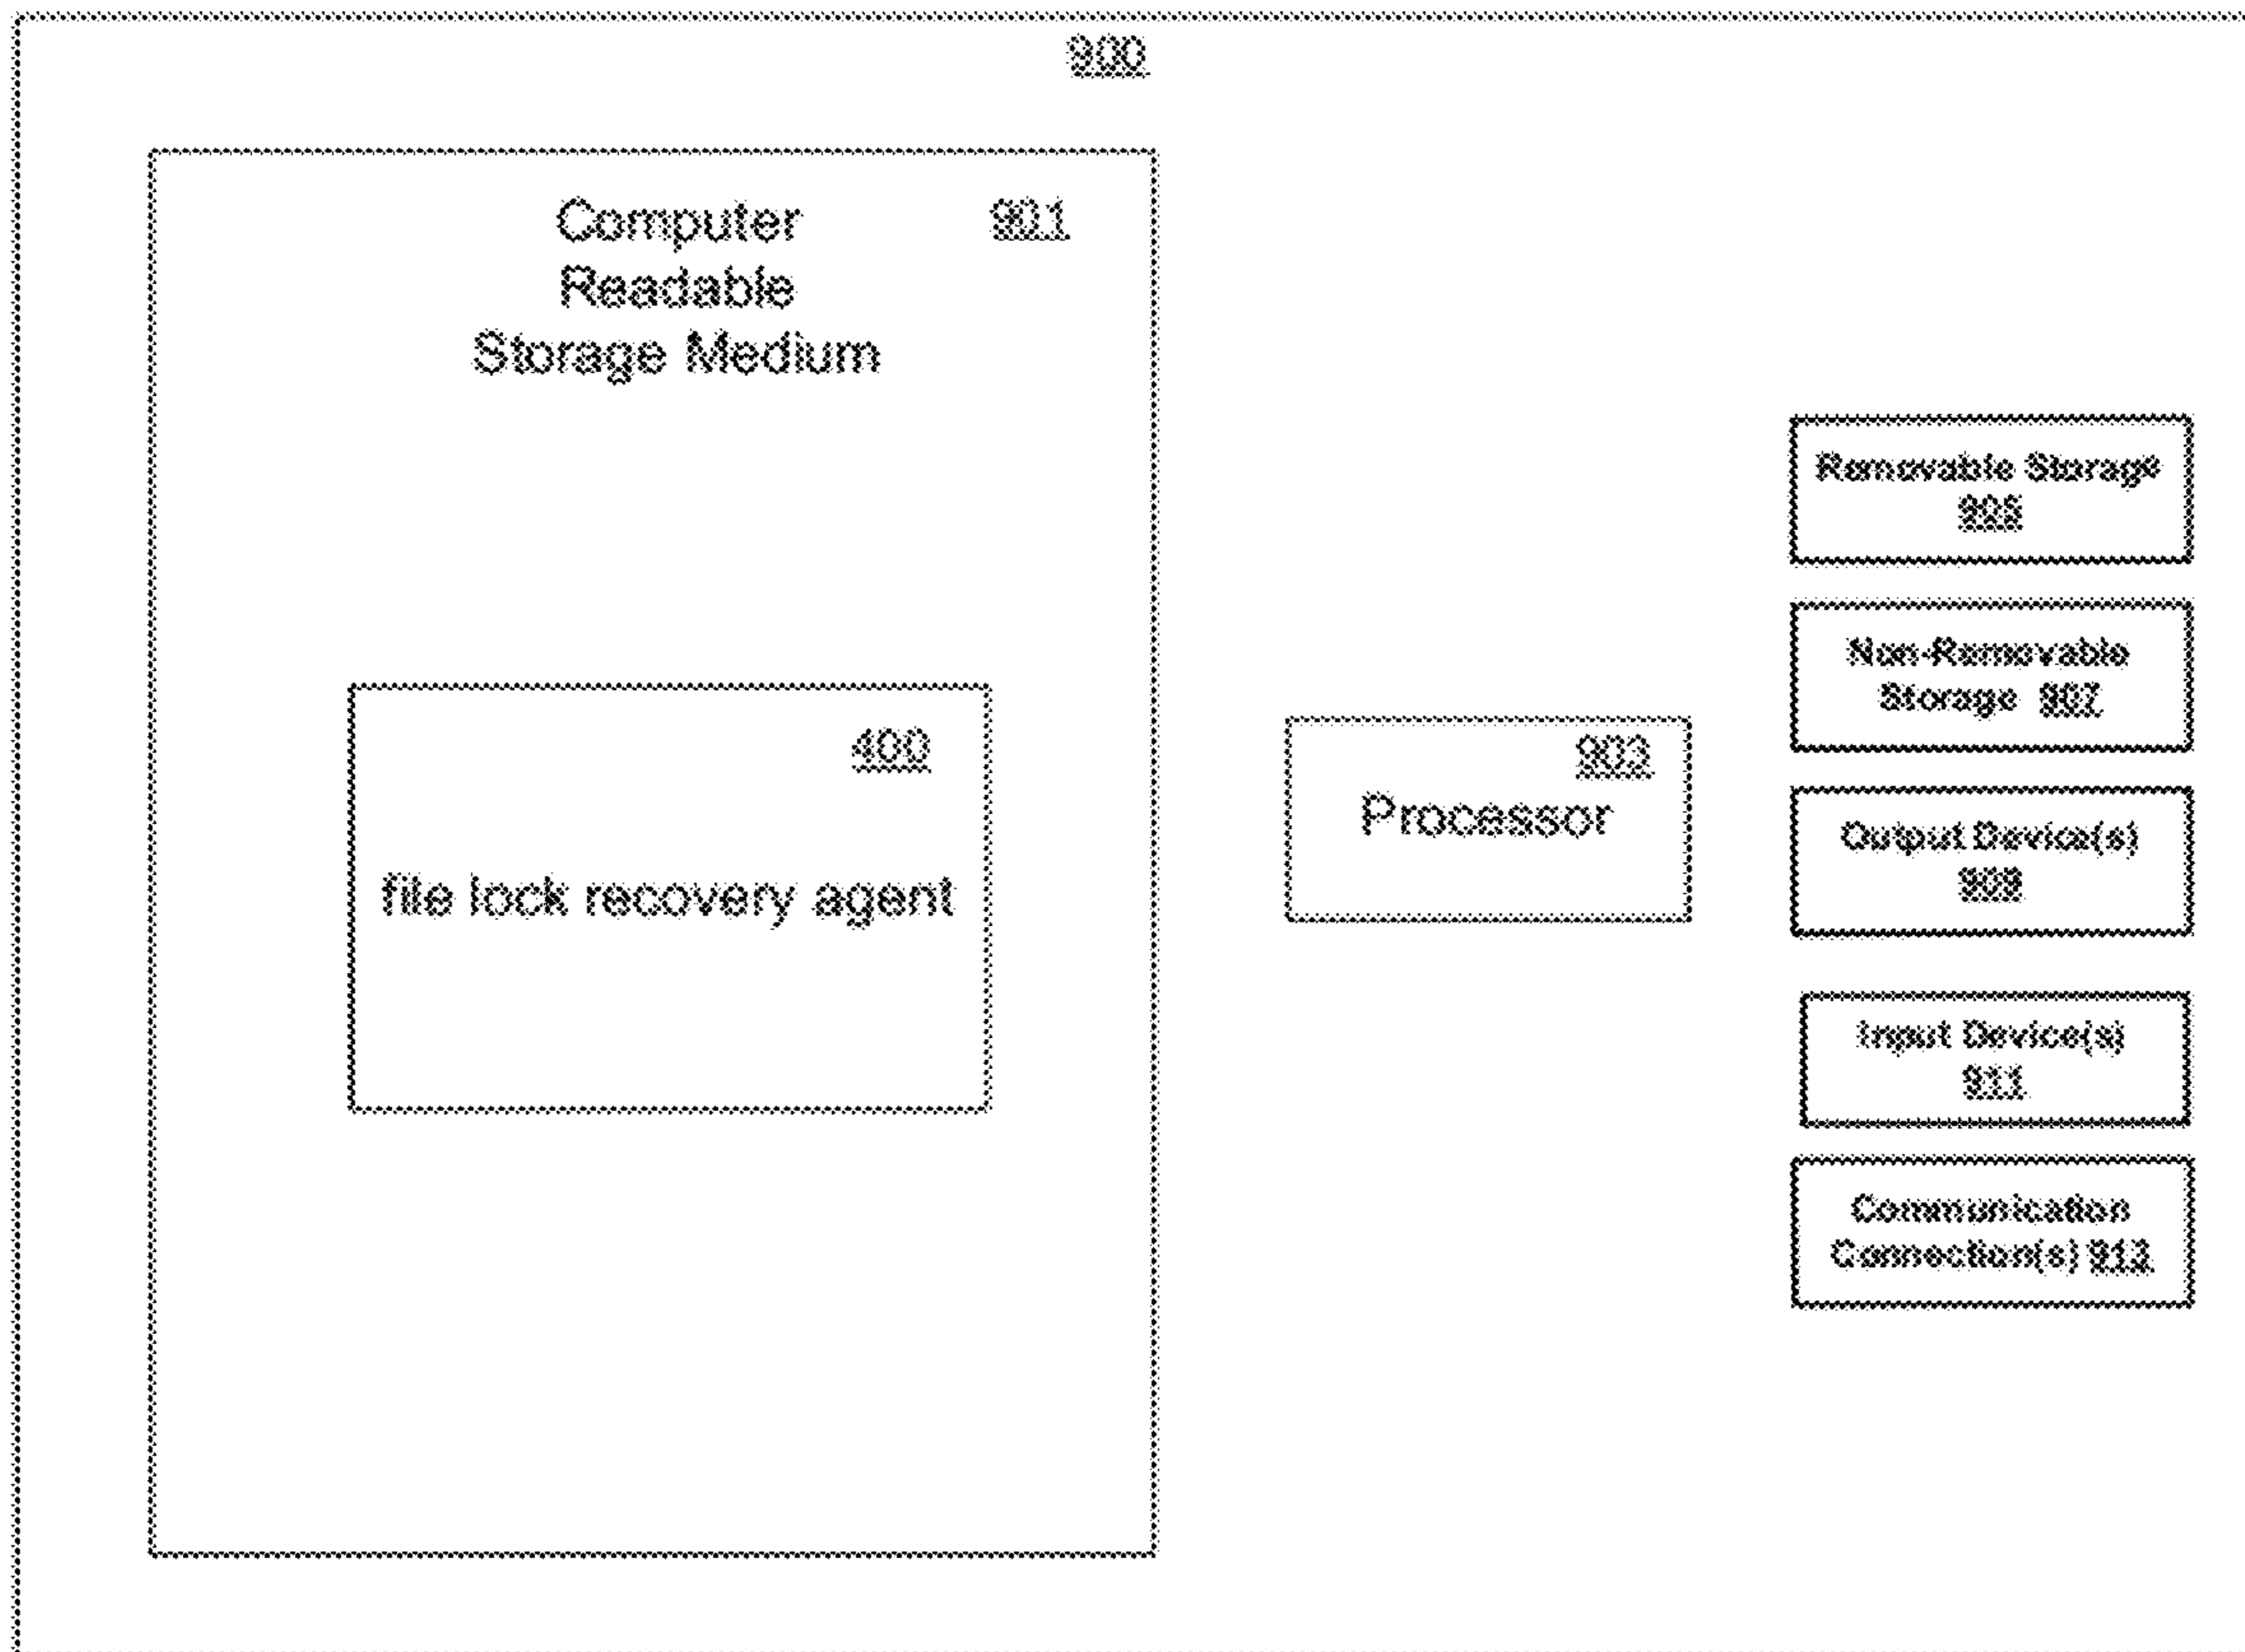 900
Computer 901
Readable
Storage Medium
400
file lock recovery agent
903
Processor
Removable Storage
905
Non-Removable
Storage 907
Output Device(s)
909
Input Device(s)
911
Communication
Connection(s) 913